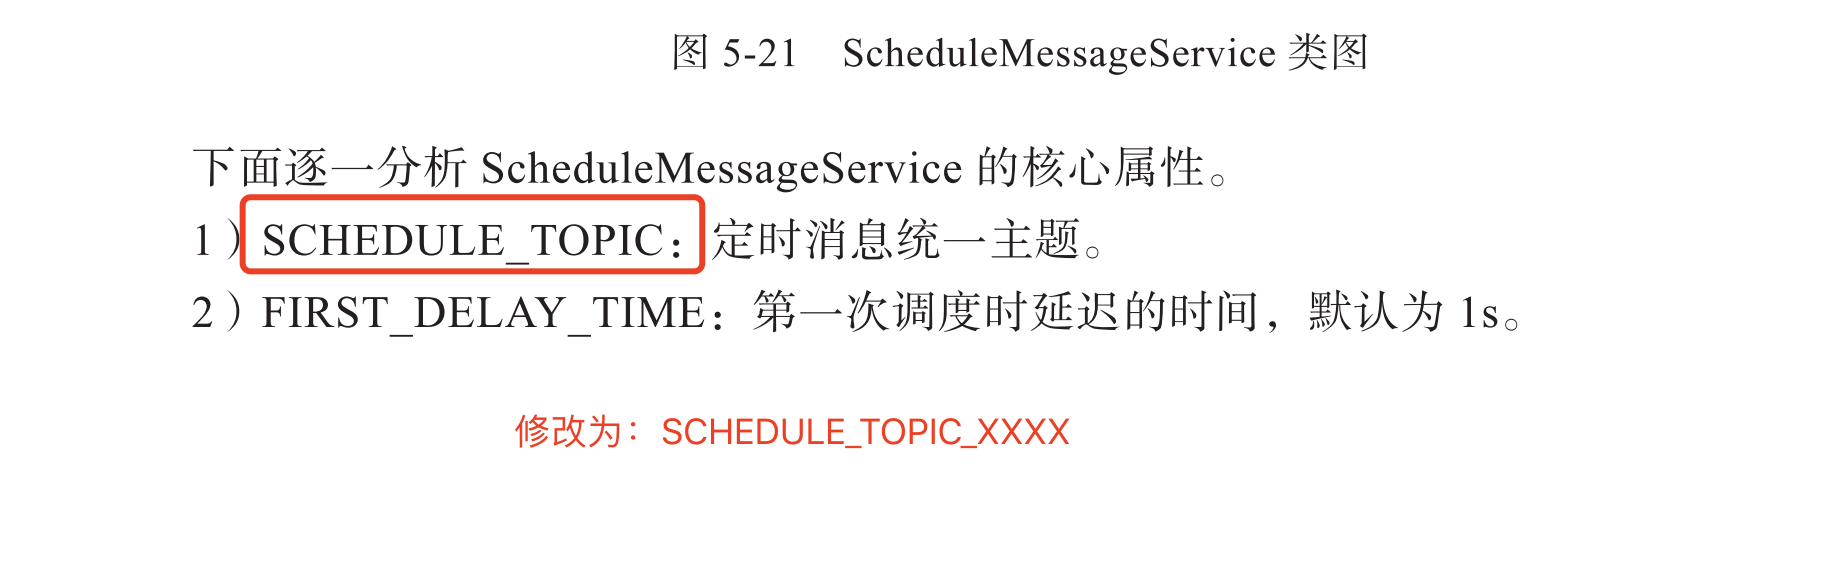 图 5-21 ScheduleMessageService 类图
下面逐一分析 ScheduleMessageService 的核心属性。
1）SCHEDULE_TOPIC：定时消息统一主题。
2）FIRST_DELAY_TIME：第一次调度时延迟的时间，默认为 1s。
修改为：SCHEDULE_TOPIC_XXXX